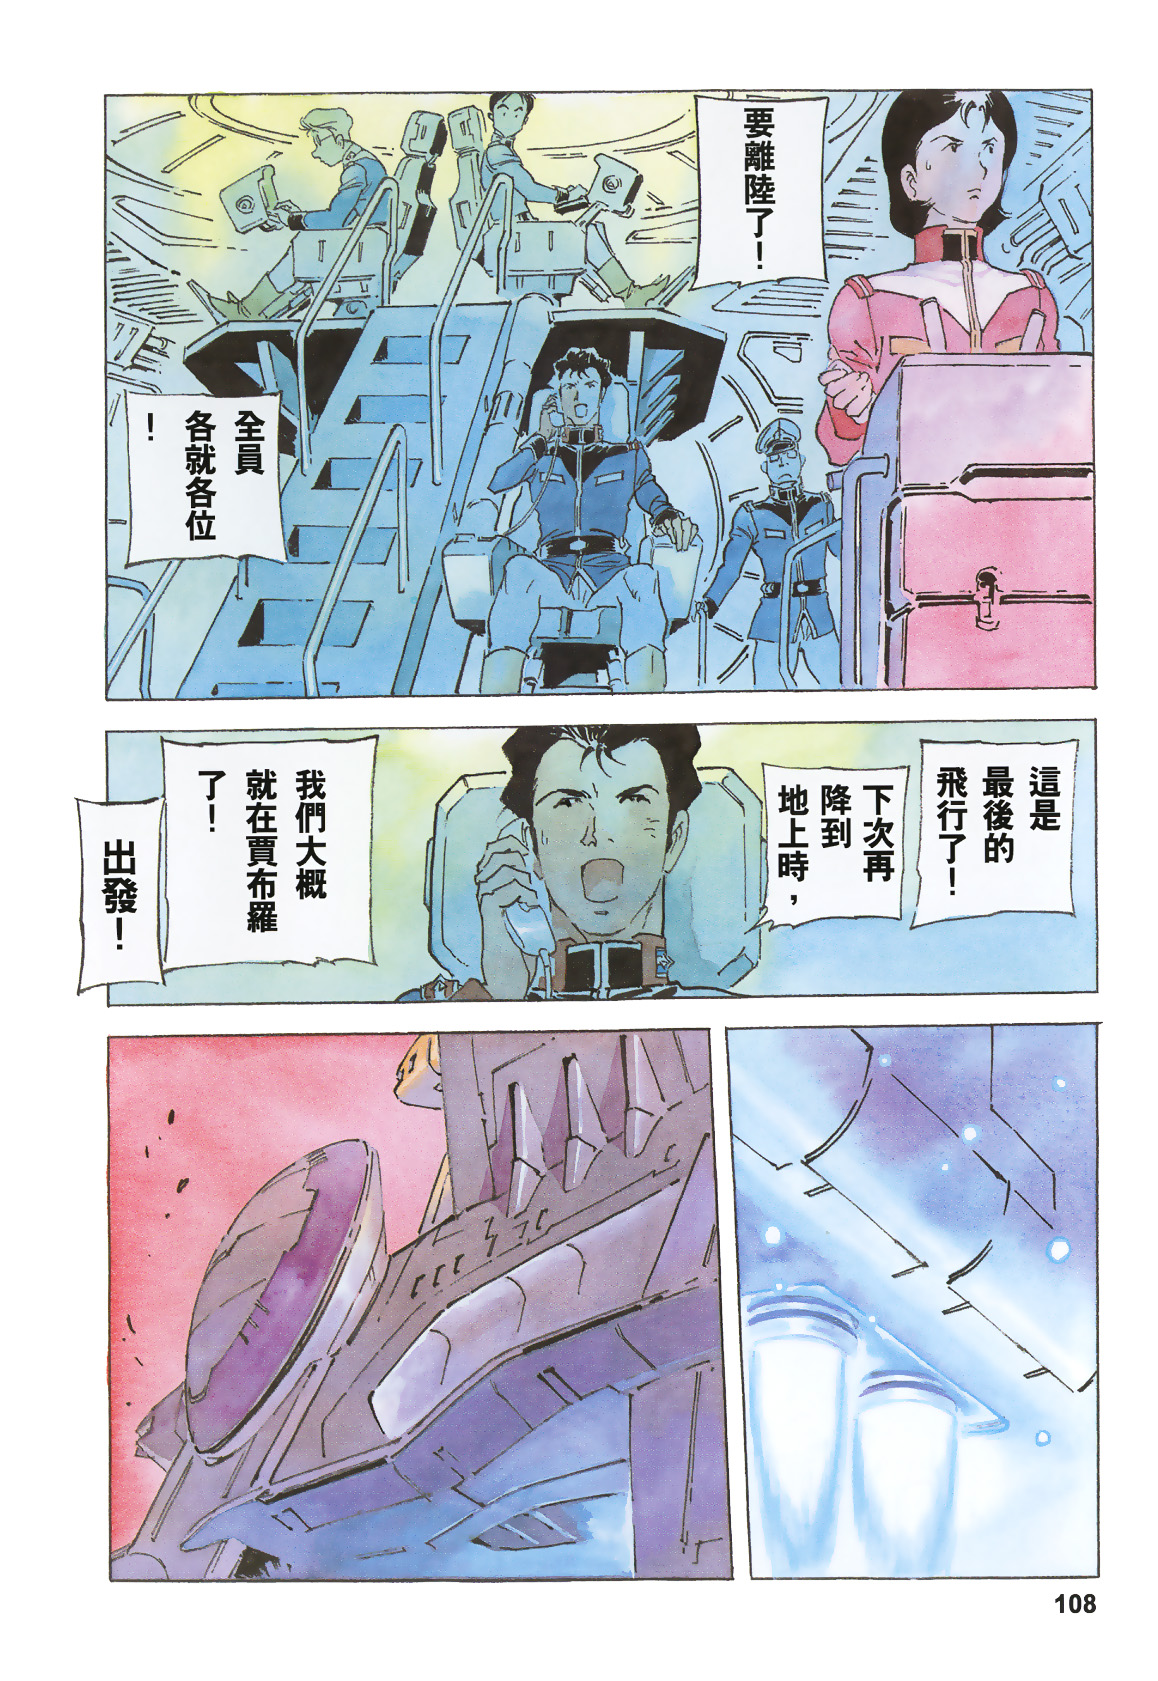 要離陸了！
全員
各就各位
！
這是
最後的
飛行了！
下次再
降到
地上時，
我們大概
就在賈布羅
了！
出發！
108